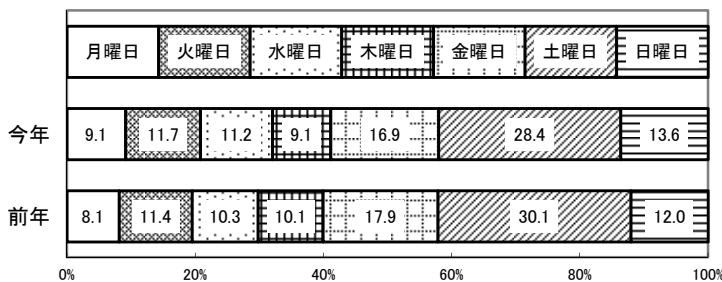 月曜日 火曜日 水曜日 木曜日 金曜日 土曜日 日曜日
今年 9.1 11.7 11.2 9.1 16.9 28.4 13.6
前年 8.1 11.4 10.3 10.1 17.9 30.1 12.0
0% 20% 40% 60% 80% 100%